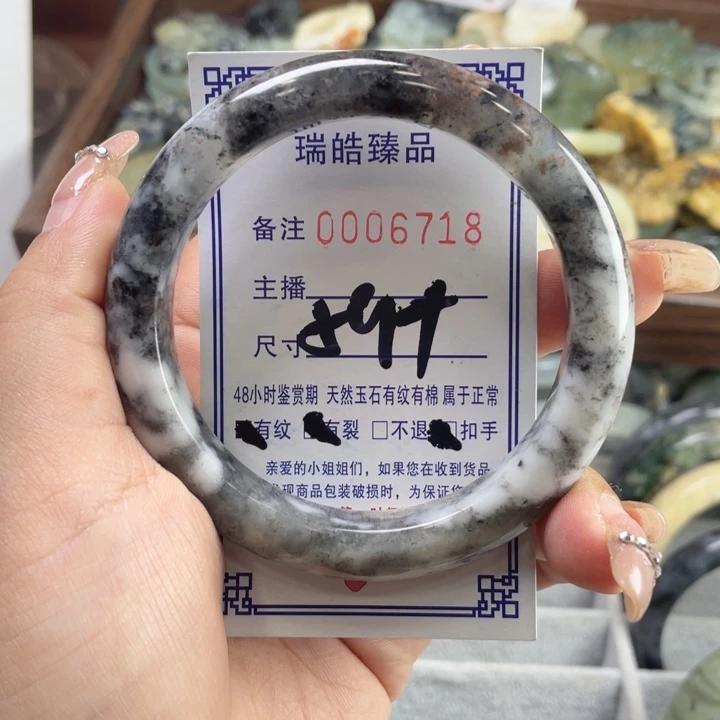 瑞皓臻品
备注 0006718
主播
尺寸
48小时鉴赏期 天然玉石有纹有棉 属于正常
有纹 有裂 □不退 扣手
亲爱的小姐姐们，如果您在收到货品
发现商品包装破损时，为保证您